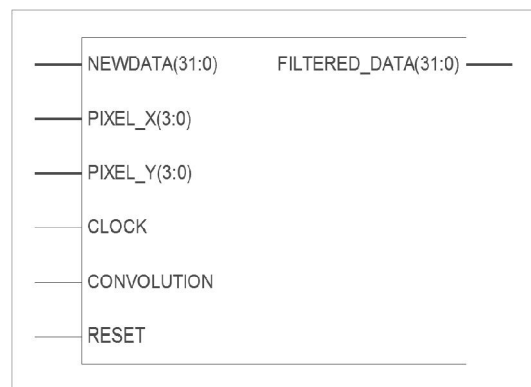 NEWDATA(31:0) FILTERED_DATA(31:0)
PIXEL_X(3:0)
PIXEL_Y(3:0)
CLOCK
CONVOLUTION
RESET